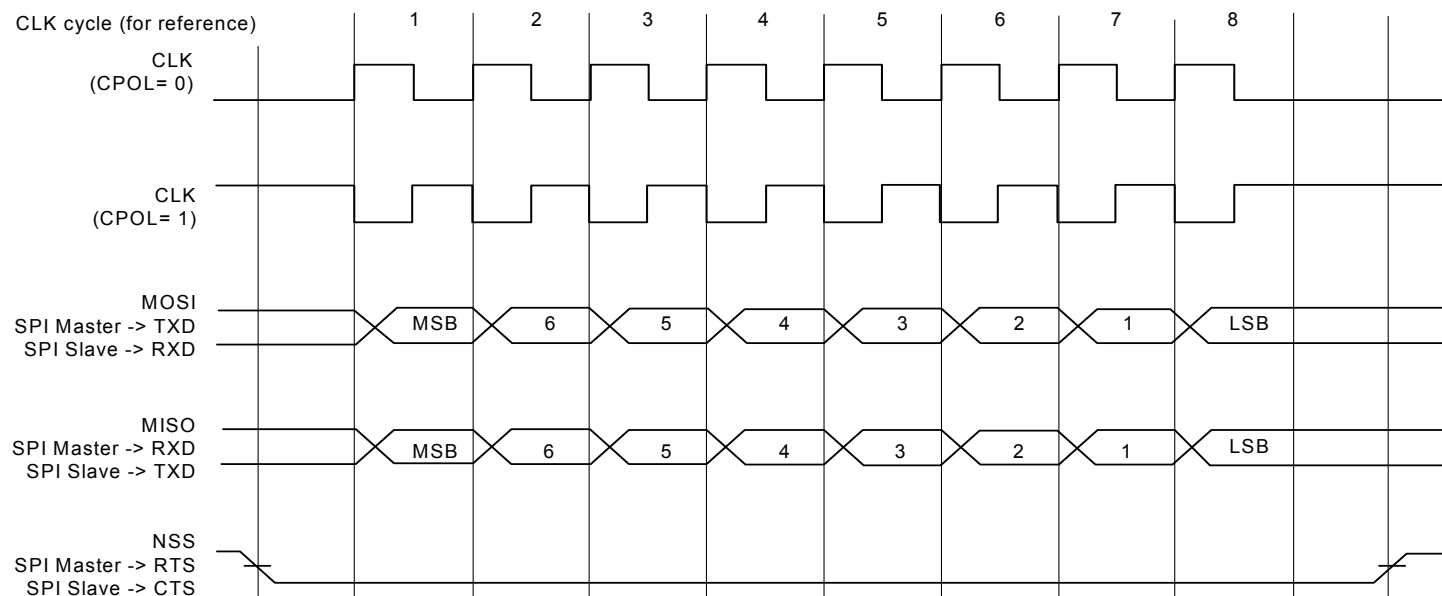 CLK cycle (for reference) 1 2 3 4 5 6 7 8
CLK
(CPOL= 0)
CLK
(CPOL= 1)
MOSI
SPI Master -> TXD MSB 6 5 4 3 2 1 LSB
SPI Slave -> RXD
MISO
SPI Master -> RXD MSB 6 5 4 3 2 1 LSB
SPI Slave -> TXD
NSS
SPI Master -> RTS
SPI Slave -> CTS